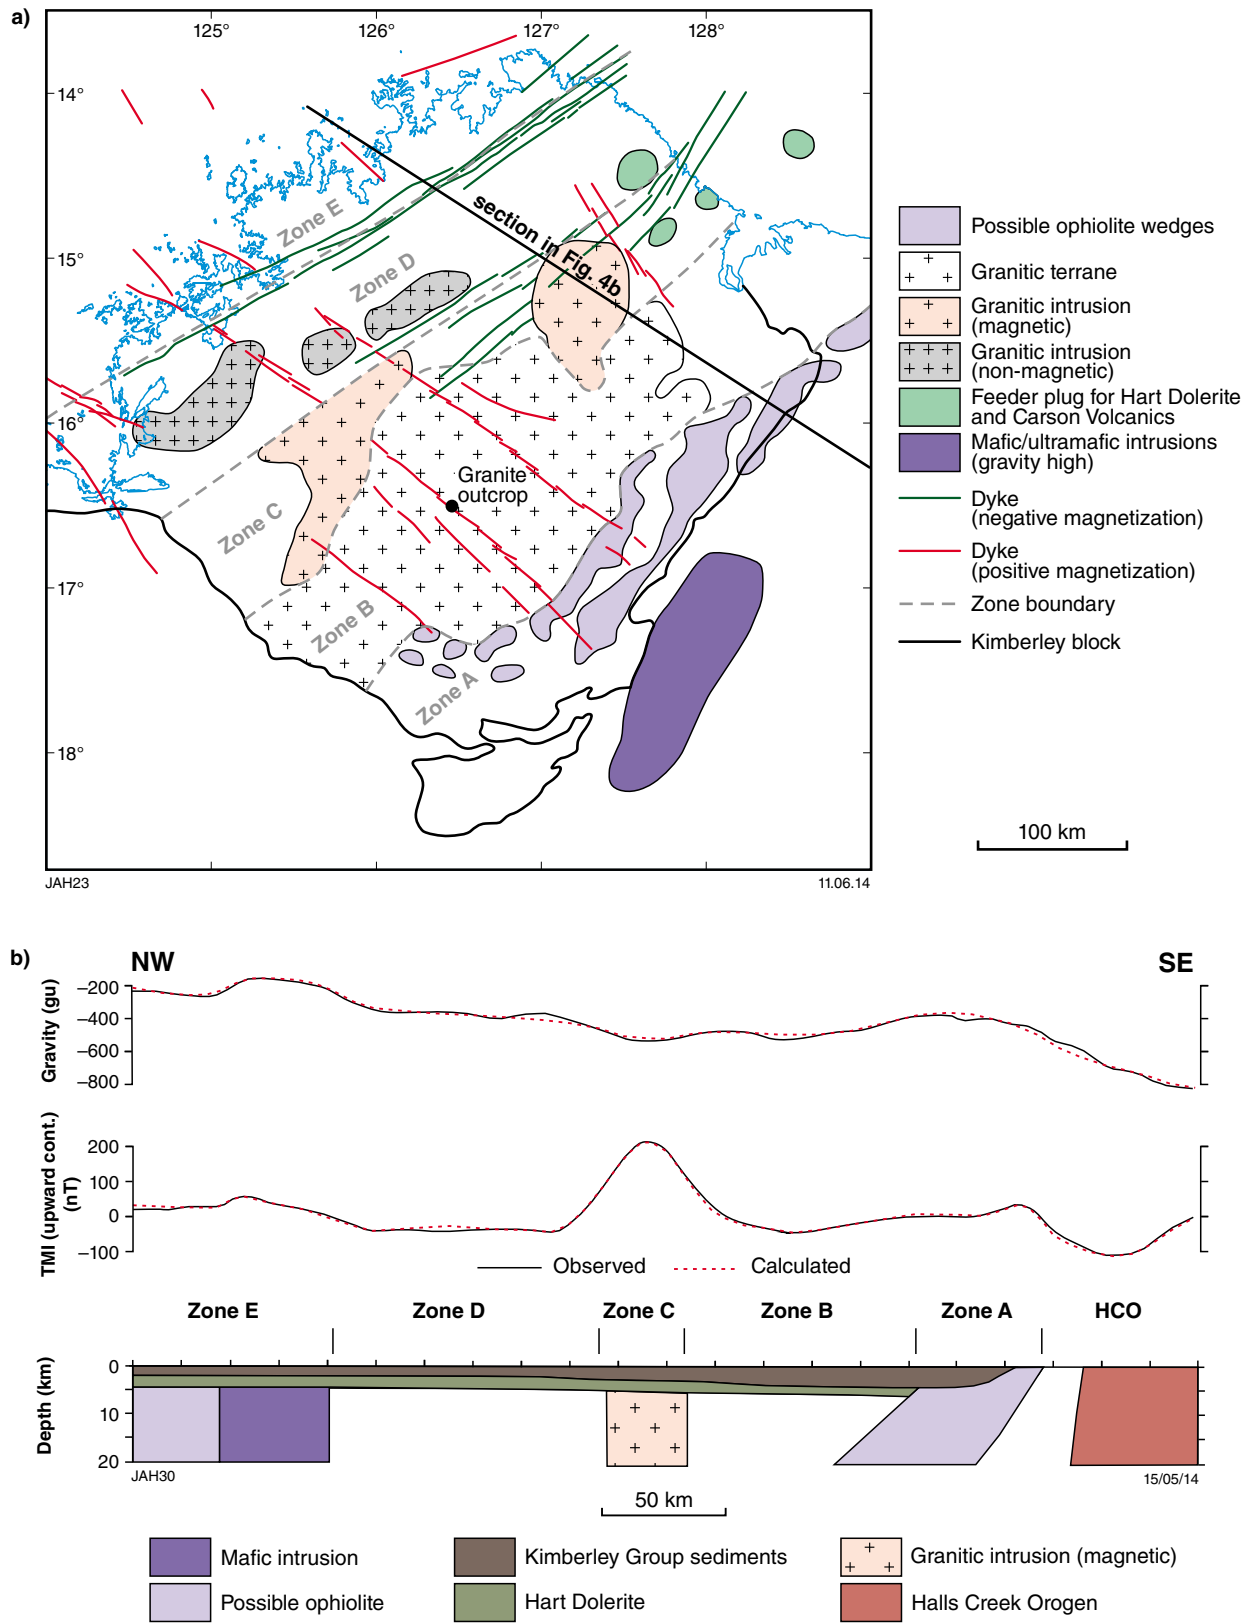 a)
125°
126°
127°
128°
14°
15°
16°
17°
18°
Zone E
section in Fig. 4b
Zone D
Granite
outcrop
Zone C
Zone B
Zone A
JAH23
11.06.14
Possible ophiolite wedges
Granitic terrane
Granitic intrusion
(magnetic)
Granitic intrusion
(non-magnetic)
Feeder plug for Hart Dolerite
and Carson Volcanics
Mafic/ultramafic intrusions
(gravity high)
Dyke
(negative magnetization)
Dyke
(positive magnetization)
Zone boundary
Kimberley block
100 km
b)
NW
SE
Gravity (gu)
–200
–400
–600
–800
TMI (upward cont.)
(nT)
200
100
0
–100
Observed
Calculated
Zone E
Zone D
Zone C
Zone B
Zone A
HCO
Depth (km)
0
10
20
JAH30
15/05/14
50 km
Mafic intrusion
Kimberley Group sediments
Granitic intrusion (magnetic)
Possible ophiolite
Hart Dolerite
Halls Creek Orogen